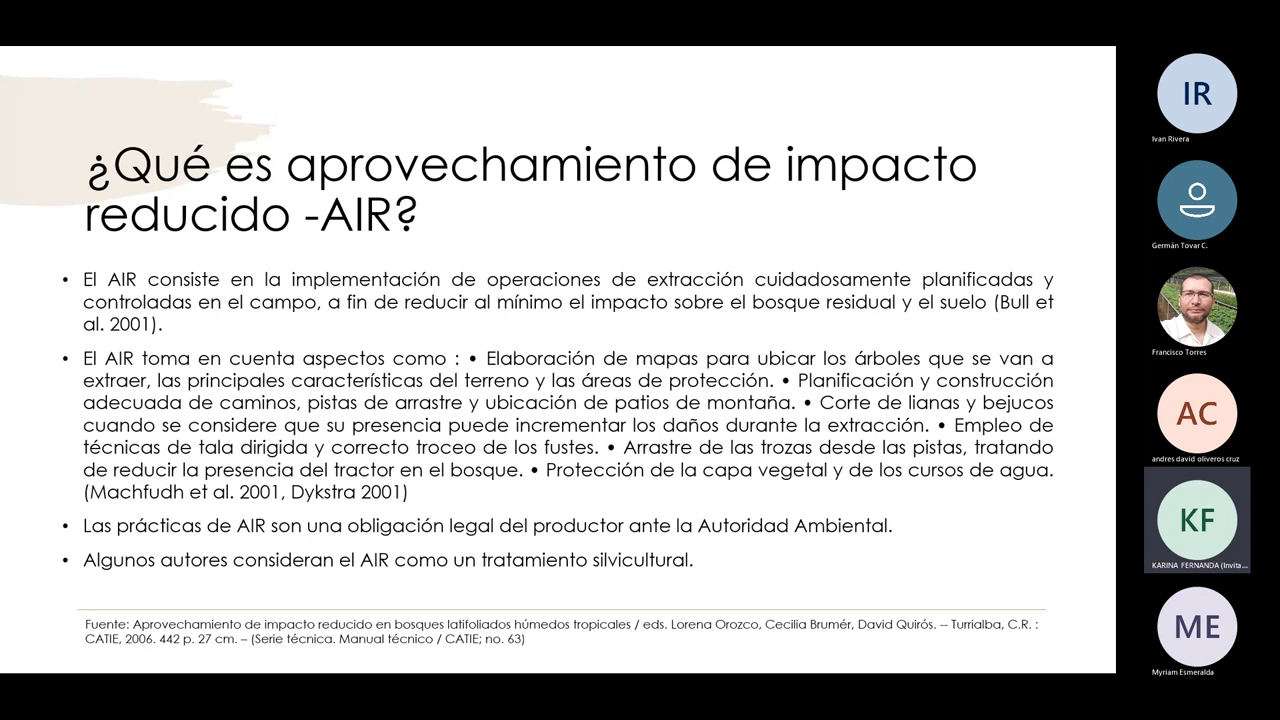 ¿Qué es aprovechamiento de impacto
reducido -AIR?
• El AIR consiste en la implementación de operaciones de extracción cuidadosamente planificadas y
controladas en el campo, a fin de reducir al mínimo el impacto sobre el bosque residual y el suelo (Bull et
al. 2001).
• El AIR toma en cuenta aspectos como : • Elaboración de mapas para ubicar los árboles que se van a
extraer, las principales características del terreno y las áreas de protección. • Planificación y construcción
adecuada de caminos, pistas de arrastre y ubicación de patios de montaña. • Corte de lianas y bejucos
cuando se considere que su presencia puede incrementar los daños durante la extracción. • Empleo de
técnicas de tala dirigida y correcto troceo de los fustes. • Arrastre de las trozas desde las pistas, tratando
de reducir la presencia del tractor en el bosque. • Protección de la capa vegetal y de los cursos de agua.
(Machfudh et al. 2001, Dykstra 2001)
• Las prácticas de AIR son una obligación legal del productor ante la Autoridad Ambiental.
• Algunos autores consideran el AIR como un tratamiento silvicultural.
Fuente: Aprovechamiento de impacto reducido en bosques latifoliados húmedos tropicales / eds. Lorena Orozco, Cecilia Brumér, David Quirós. -- Turrialba, C.R. :
CATIE, 2006. 442 p. 27 cm. – (Serie técnica. Manual técnico / CATIE; no. 63)
IR
Ivan Rivera
Germán Tovar C.
Francisco Torres
AC
andres david oliveros cruz
KF
KARINA FERNANDA (Invita...
ME
Myriam Esmeralda